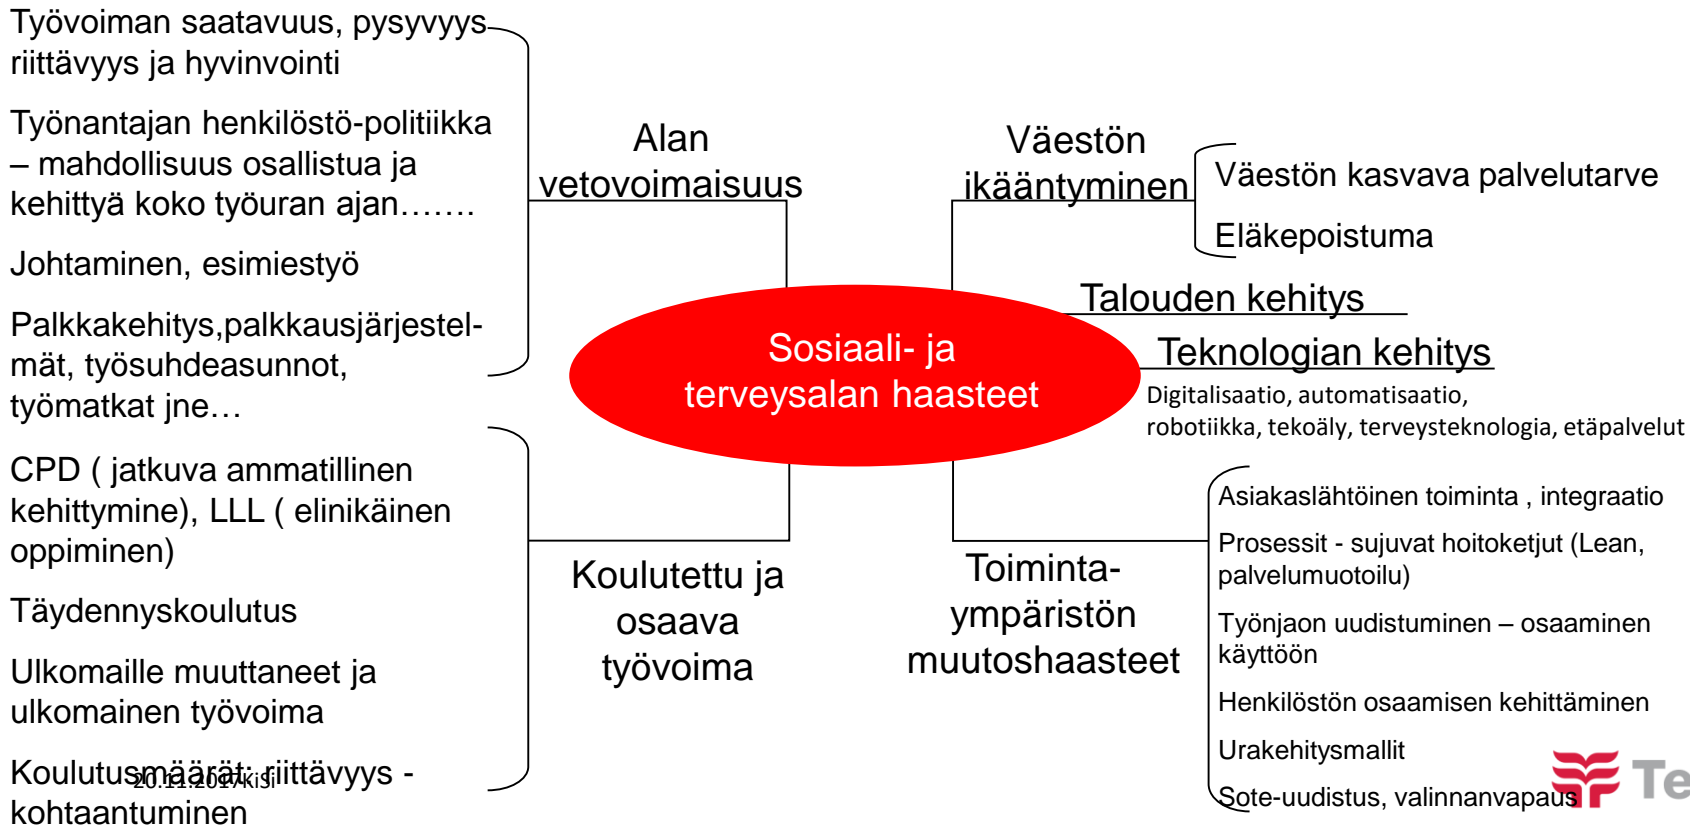 Työvoiman saatavuus, pysyvyys
riittävyys ja hyvinvointi
Työnantajan henkilöstö-politiikka
– mahdollisuus osallistua ja
kehittyä koko työuran ajan…….
Johtaminen, esimiestyö
Palkkakehitys,palkkausjärjestel-
mät, työsuhdeasunnot,
työmatkat jne…
CPD ( jatkuva ammatillinen
kehittymine), LLL ( elinikäinen
oppiminen)
Täydennyskoulutus
Ulkomaille muuttaneet ja
ulkomainen työvoima
Koulutusmäärät: riittävyys -
kohtaantuminen
20.11.2017KiSi
Alan
vetovoimaisuus
Koulutettu ja
osaava
työvoima
Sosiaali- ja
terveysalan haasteet
Väestön
ikääntyminen
Väestön kasvava palvelutarve
Eläkepoistuma
Talouden kehitys
Teknologian kehitys
Digitalisaatio, automatisaatio,
robotiikka, tekoäly, terveysteknologia, etäpalvelut
Toiminta-
ympäristön
muutoshaasteet
Asiakaslähtöinen toiminta , integraatio
Prosessit - sujuvat hoitoketjut (Lean,
palvelumuotoilu)
Työnjaon uudistuminen – osaaminen
käyttöön
Henkilöstön osaamisen kehittäminen
Urakehitysmallit
Sote-uudistus, valinnanvapaus
Te